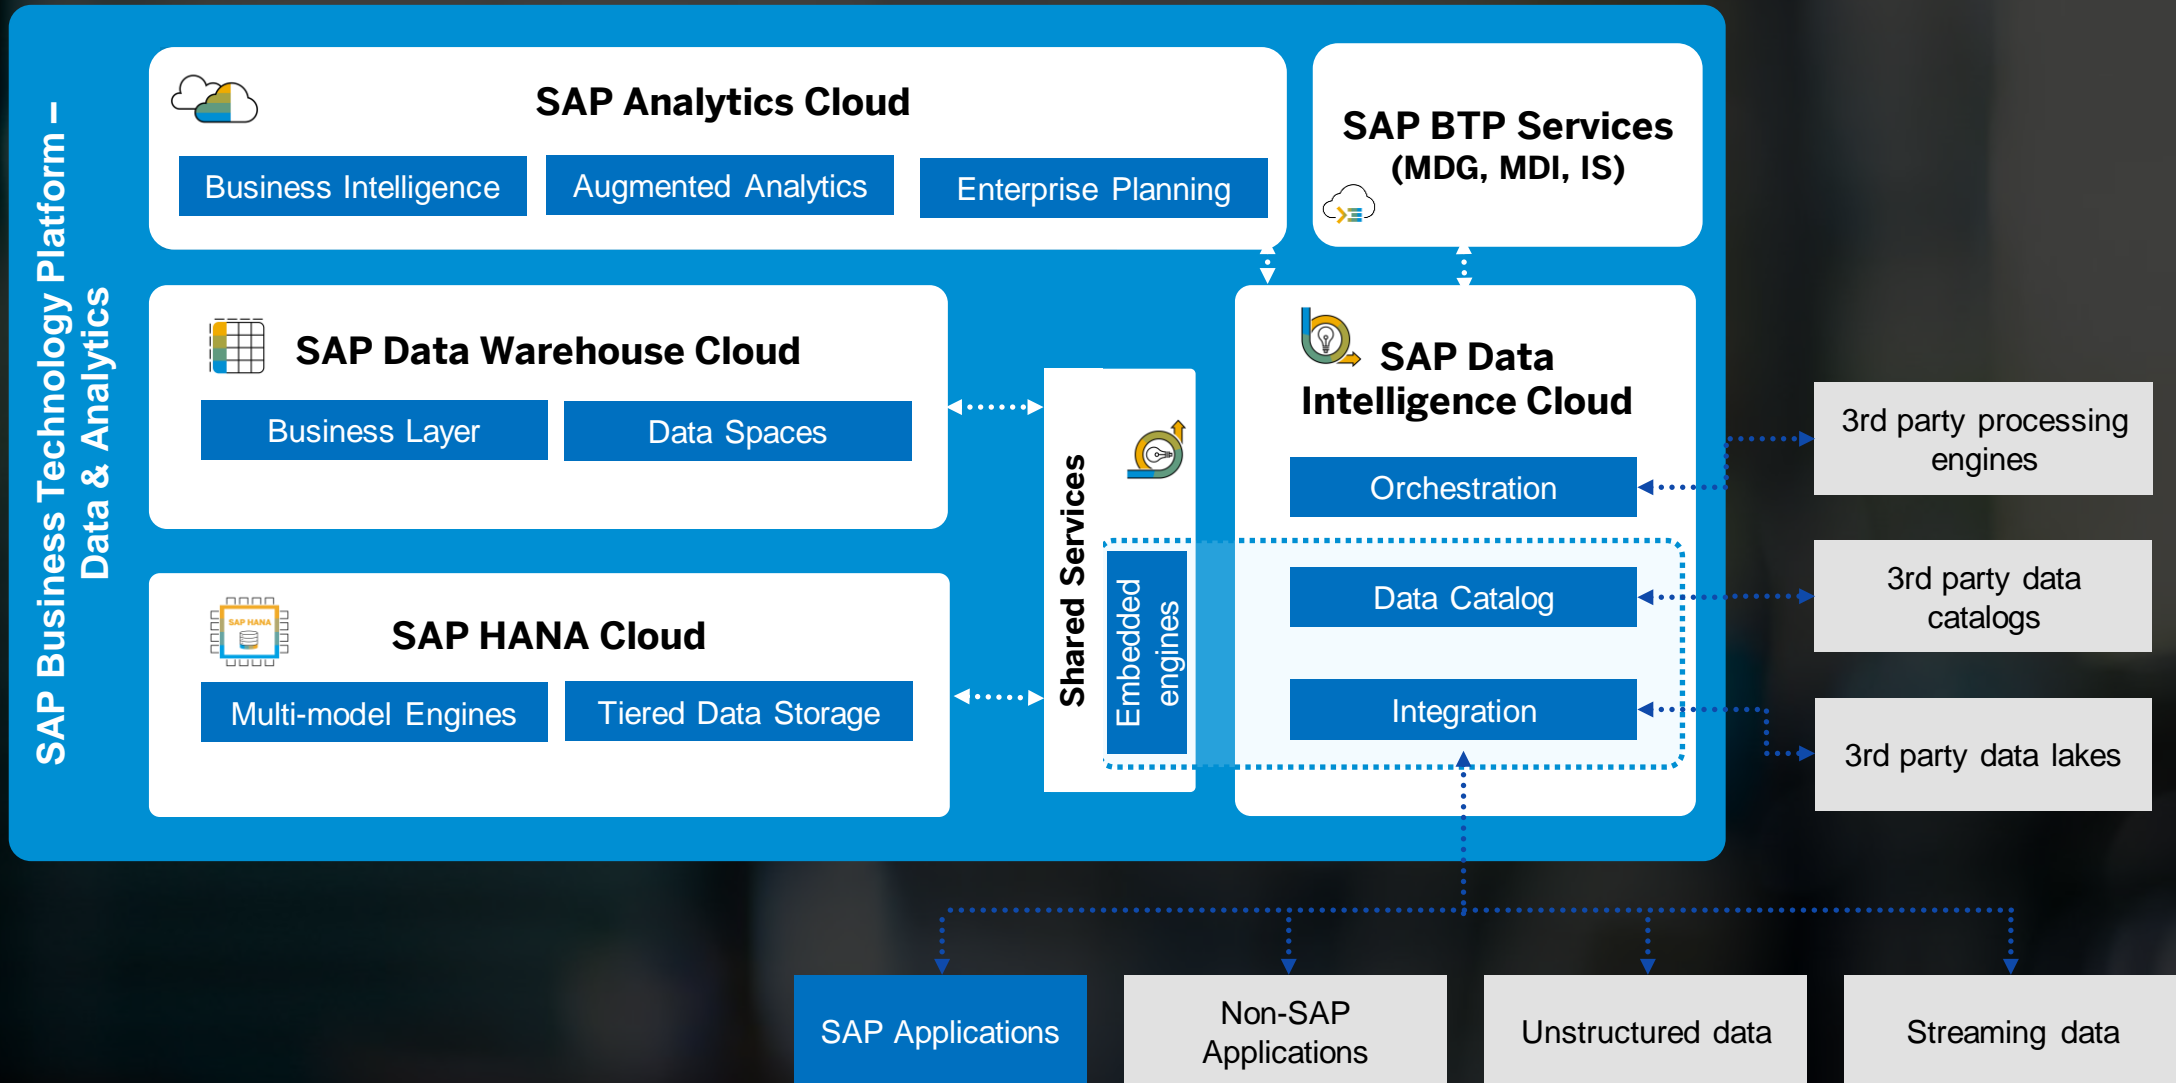 SAP Business Technology Platform –
Data & Analytics
SAP Analytics Cloud
Business Intelligence
Augmented Analytics
Enterprise Planning
SAP BTP Services
(MDG, MDI, IS)
SAP Data Warehouse Cloud
Business Layer
Data Spaces
SAP HANA
SAP HANA Cloud
Multi-model Engines
Tiered Data Storage
Shared Services
Embedded
engines
SAP Data
Intelligence Cloud
Orchestration
Data Catalog
Integration
3rd party processing
engines
3rd party data
catalogs
3rd party data lakes
SAP Applications
Non-SAP
Applications
Unstructured data
Streaming data